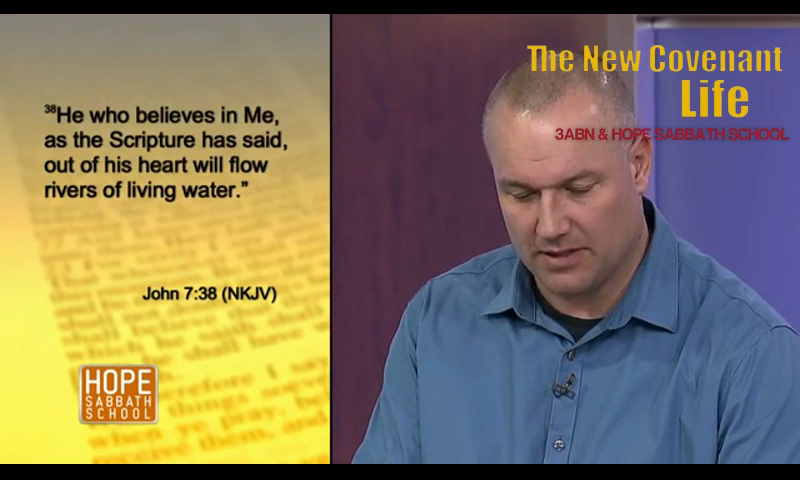 ³⁸He who believes in Me,
as the Scripture has said,
out of his heart will flow
rivers of living water.”
John 7:38 (NKJV)
HOPE
SABBATH
SCHOOL
The New Covenant
Life
3ABN & HOPE SABBATH SCHOOL